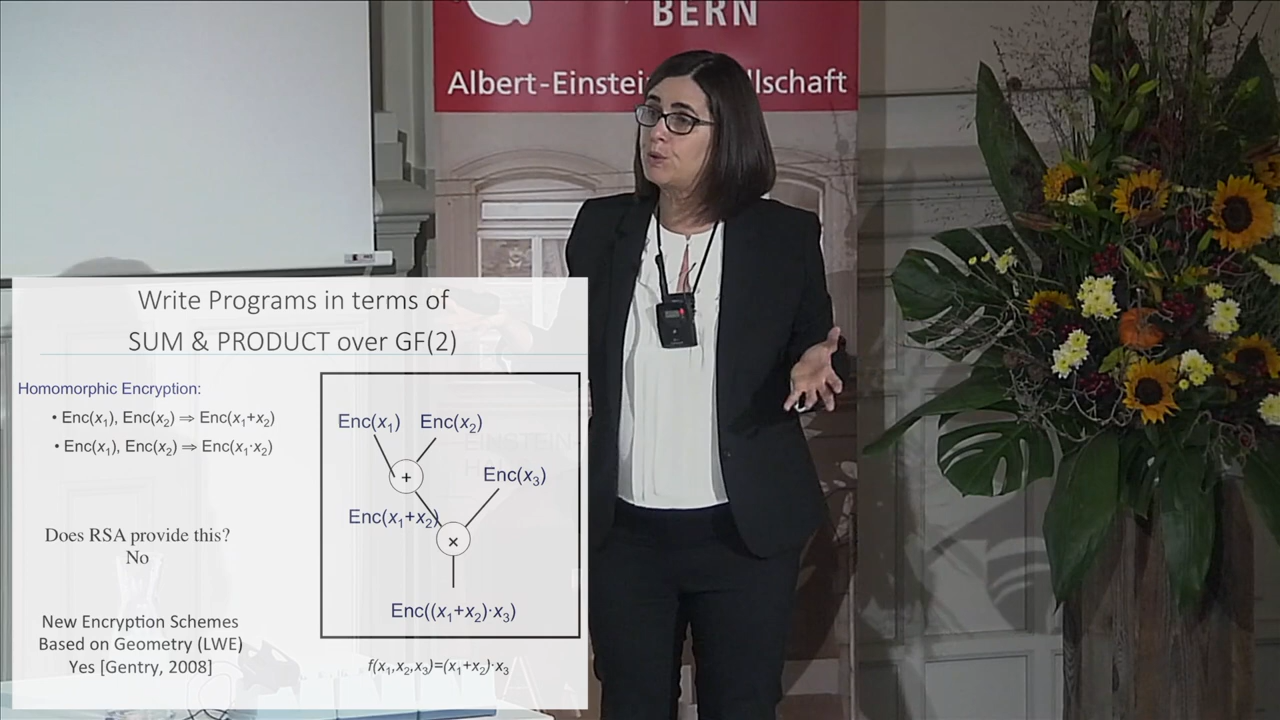 BERN
Albert-Einstein
llschaft
Write Programs in terms of
SUM & PRODUCT over GF(2)
Homomorphic Encryption:
• Enc(x₁), Enc(x₂) ⇒ Enc(x₁+x₂)
• Enc(x₁), Enc(x₂) ⇒ Enc(x₁·x₂)
Does RSA provide this?
No
New Encryption Schemes
Based on Geometry (LWE)
Yes [Gentry, 2008]
Enc(x₁) Enc(x₂)
+
Enc(x₃)
Enc(x₁+x₂)
×
Enc((x₁+x₂)·x₃)
f(x₁,x₂,x₃)=(x₁+x₂)·x₃